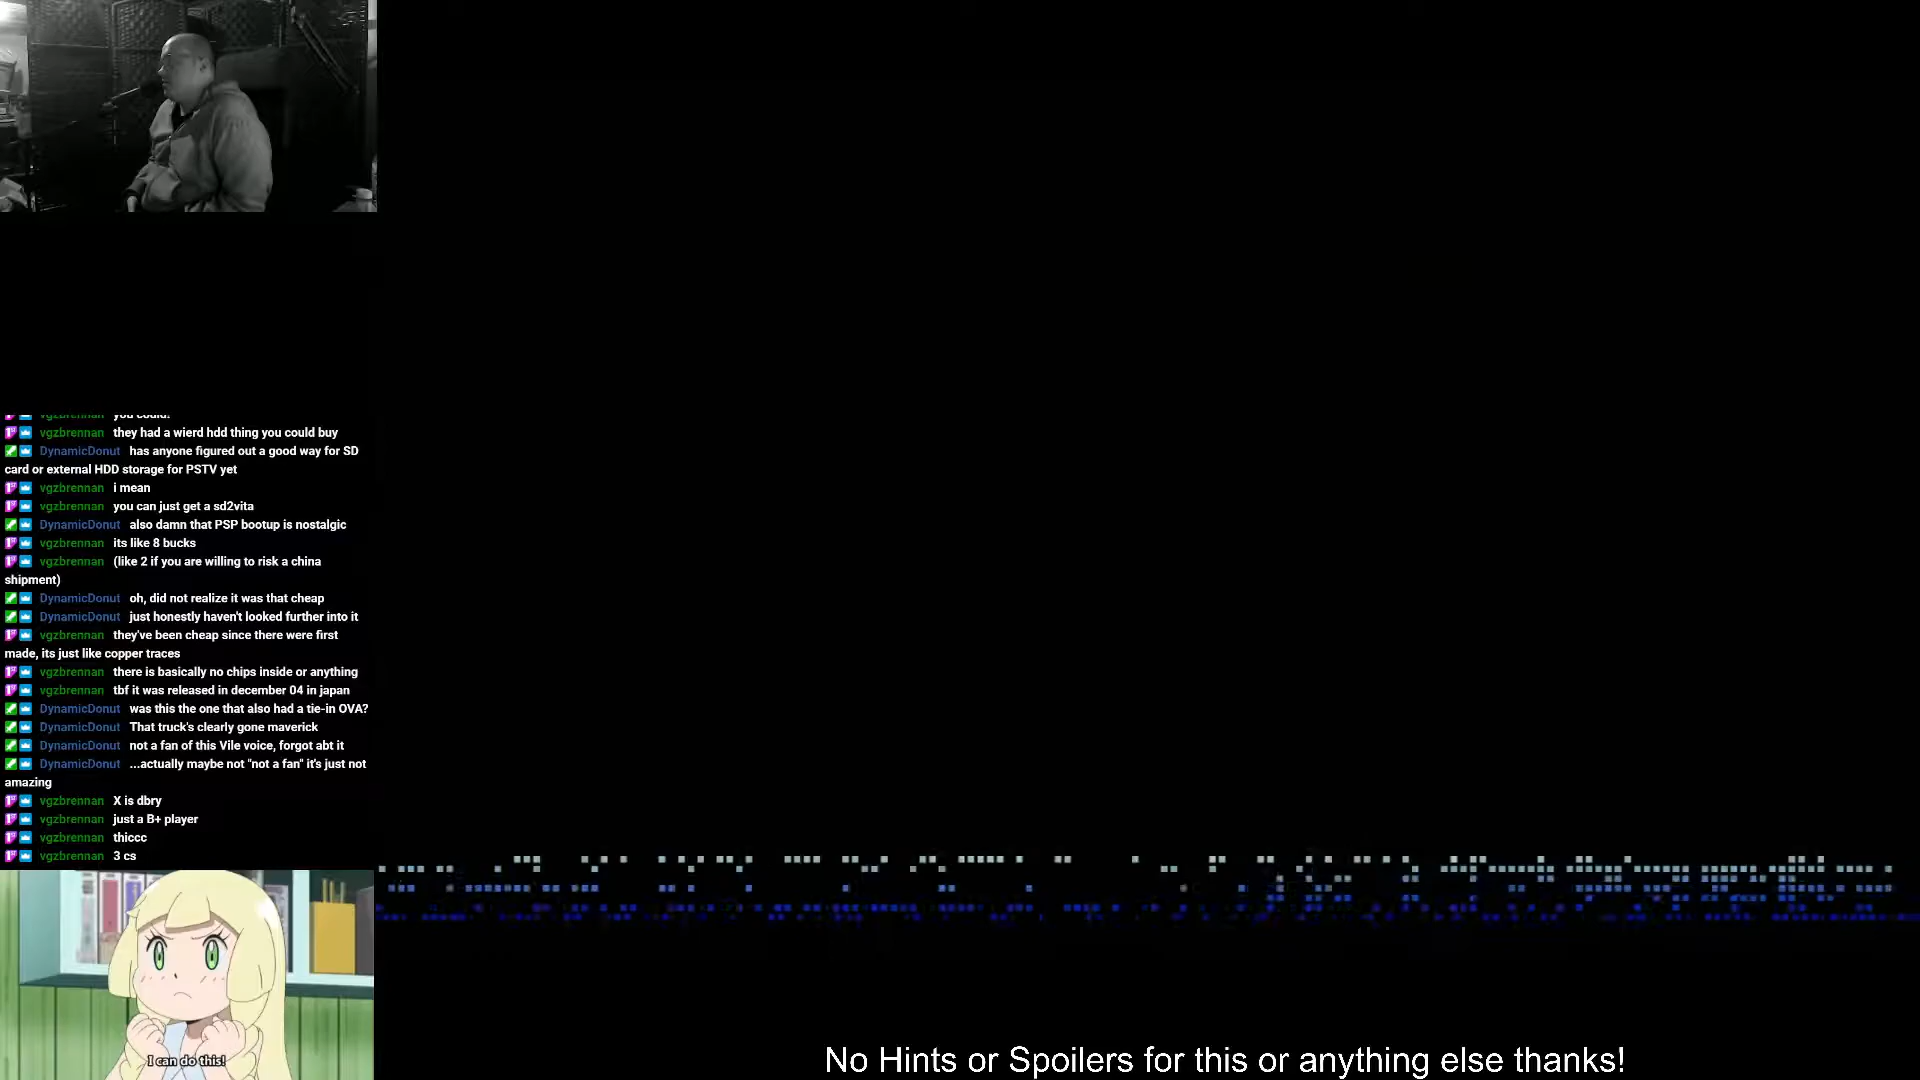 vgzbrennan you could!
vgzbrennan they had a wierd hdd thing you could buy
DynamicDonut has anyone figured out a good way for SD
card or external HDD storage for PSTV yet
vgzbrennan i mean
vgzbrennan you can just get a sd2vita
DynamicDonut also damn that PSP bootup is nostalgic
vgzbrennan its like 8 bucks
vgzbrennan (like 2 if you are willing to risk a china
shipment)
DynamicDonut oh, did not realize it was that cheap
DynamicDonut just honestly haven't looked further into it
vgzbrennan they've been cheap since there were first
made, its just like copper traces
vgzbrennan there is basically no chips inside or anything
vgzbrennan tbf it was released in december 04 in japan
DynamicDonut was this the one that also had a tie-in OVA?
DynamicDonut That truck's clearly gone maverick
DynamicDonut not a fan of this Vile voice, forgot abt it
DynamicDonut ...actually maybe not "not a fan" it's just not
amazing
vgzbrennan X is dbry
vgzbrennan just a B+ player
vgzbrennan thiccc
vgzbrennan 3 cs
I can do this!
No Hints or Spoilers for this or anything else thanks!